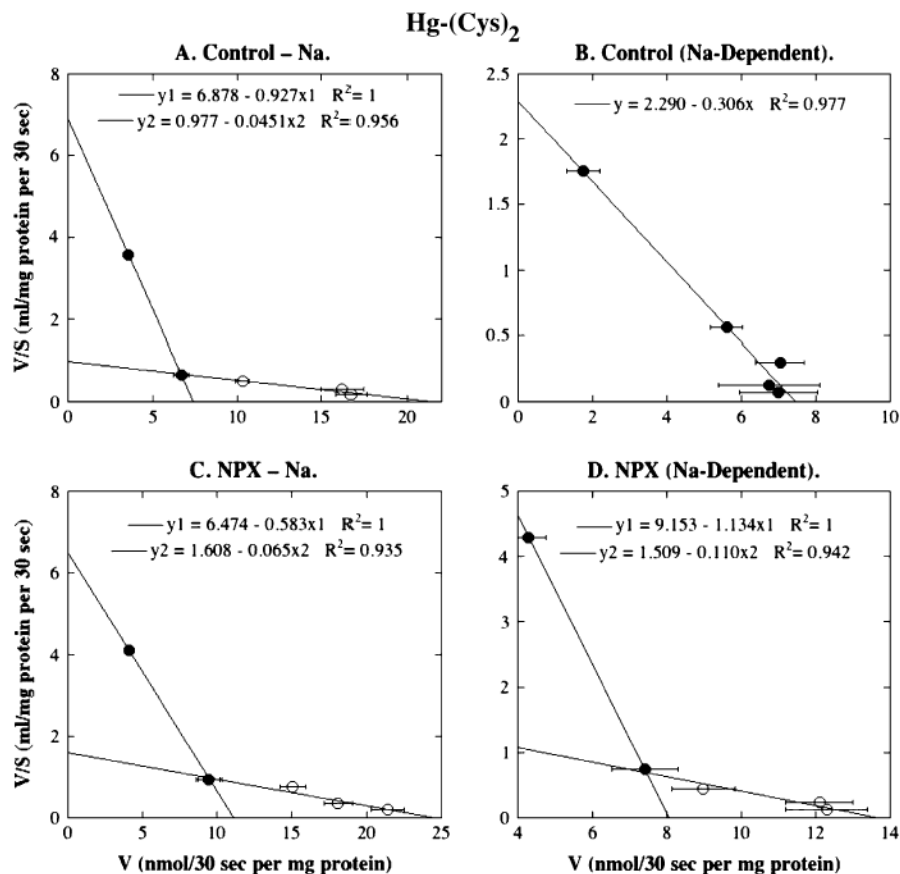 Hg-(Cys)2
A. Control – Na.
B. Control (Na-Dependent).
8
6
4
2
0
V/S (ml/mg protein per 30 sec)
y1 = 6.878 - 0.927x1 R2= 1
y2 = 0.977 - 0.0451x2 R2= 0.956
0 5 10 15 20
2.5
2
1.5
1
0.5
0
y = 2.290 - 0.306x R2= 0.977
0 2 4 6 8 10
C. NPX – Na.
D. NPX (Na-Dependent).
8
6
4
2
0
V/S (ml/mg protein per 30 sec)
y1 = 6.474 - 0.583x1 R2= 1
y2 = 1.608 - 0.065x2 R2= 0.935
0 5 10 15 20 25
V (nmol/30 sec per mg protein)
5
4
3
2
1
0
y1 = 9.153 - 1.134x1 R2= 1
y2 = 1.509 - 0.110x2 R2= 0.942
4 6 8 10 12 14
V (nmol/30 sec per mg protein)